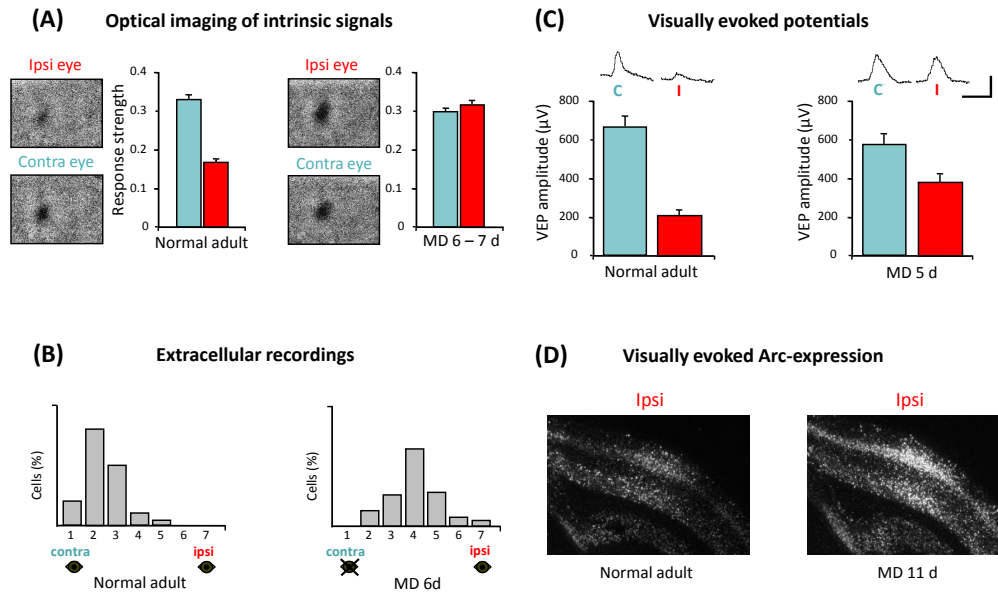 (A) Optical imaging of intrinsic signals
Ipsi eye
Contra eye
Response strength
0.4
0.3
0.2
0.1
0
Normal adult
Ipsi eye
Contra eye
0.4
0.3
0.2
0.1
0
MD 6 – 7 d
(C) Visually evoked potentials
C I
VEP amplitude (µV)
800
600
400
200
0
Normal adult
C I
VEP amplitude (µV)
800
600
400
200
0
MD 5 d
(B) Extracellular recordings
Cells (%)
1 2 3 4 5 6 7
contra ipsi
Normal adult
Cells (%)
1 2 3 4 5 6 7
contra ipsi
MD 6d
(D) Visually evoked Arc-expression
Ipsi
Normal adult
Ipsi
MD 11 d